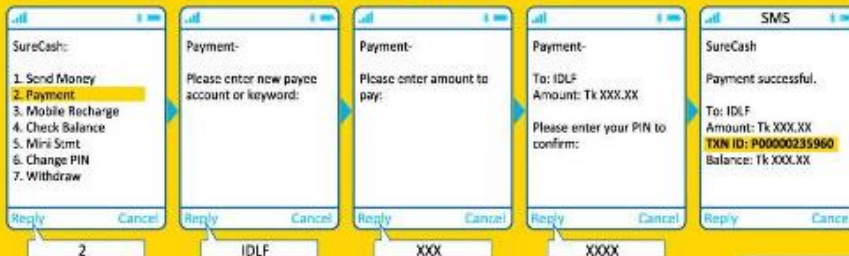 SureCash:
1. Send Money
2. Payment
3. Mobile Recharge
4. Check Balance
5. Mini Stmt
6. Change PIN
7. Withdraw
Reply Cancel
2
Payment-
Please enter new payee
account or keyword:
Reply Cancel
IDLF
Payment-
Please enter amount to
pay:
Reply Cancel
XXX
Payment-
To: IDLF
Amount: Tk XXX.XX
Please enter your PIN to
confirm:
Reply Cancel
XXXX
SMS
SureCash
Payment successful.
To: IDLF
Amount: Tk XXX.XX
TXN ID: P00000235960
Balance: Tk XXX.XX
Reply Cancel